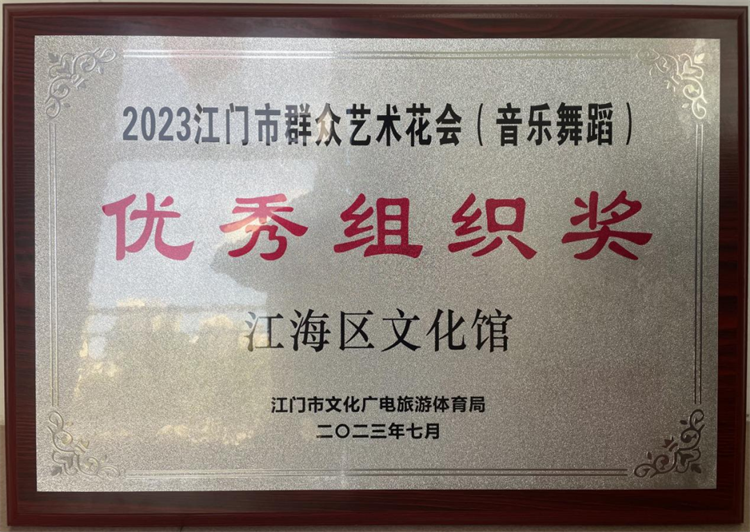 2023江门市群众艺术花会（音乐舞蹈）
优秀组织奖
江海区文化馆
江门市文化广电旅游体育局
二〇二三年七月